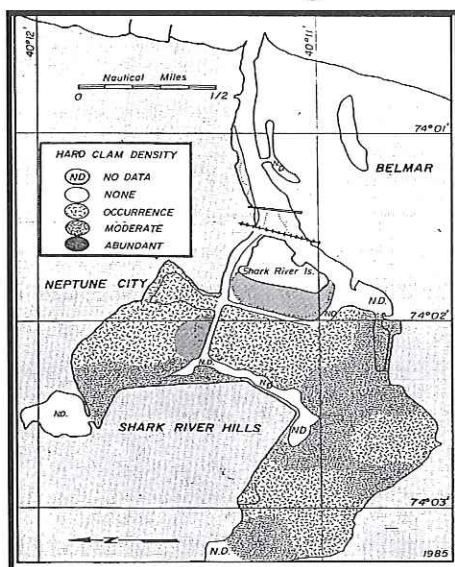 40°12'
40°11'
Nautical Miles
0 1/2
74°01'
HARD CLAM DENSITY
ND NO DATA
NONE
OCCURRENCE
MODERATE
ABUNDANT
ND
BELMAR
Shark River Is.
NEPTUNE CITY
N.D.
ND
74°02'
N.D.
ND
ND.
ND
SHARK RIVER HILLS
74°03'
N
N.D.
1985